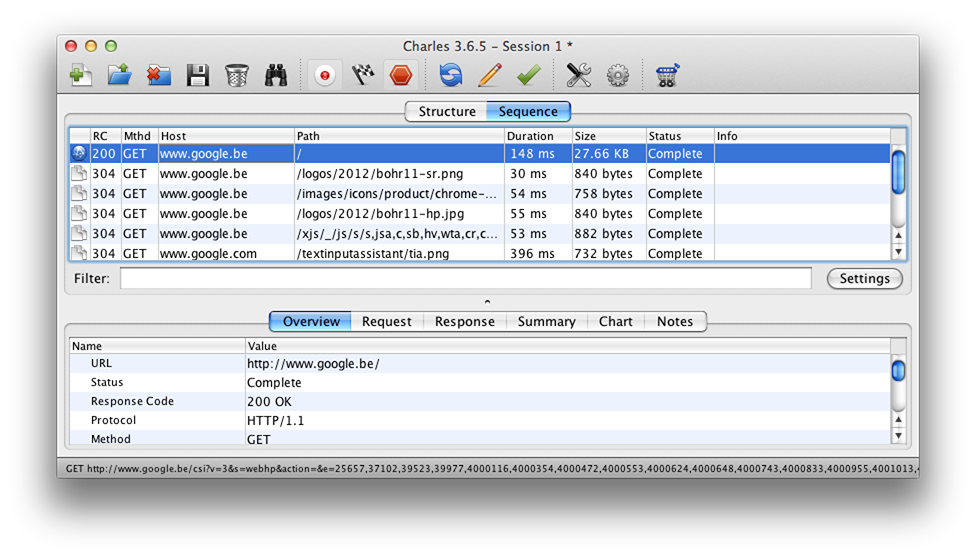 Charles 3.6.5 – Session 1 *
Structure Sequence
RC Mthd Host Path Duration Size Status Info
200 GET www.google.be / 148 ms 27.66 KB Complete
304 GET www.google.be /logos/2012/bohr11-sr.png 30 ms 840 bytes Complete
304 GET www.google.be /images/icons/product/chrome-... 54 ms 758 bytes Complete
304 GET www.google.be /logos/2012/bohr11-hp.jpg 55 ms 840 bytes Complete
304 GET www.google.be /xjs/_/js/s/s,jsa,c,sb,hv,wta,cr,c... 53 ms 882 bytes Complete
304 GET www.google.com /textinputassistant/tia.png 396 ms 732 bytes Complete
Filter: Settings
Overview Request Response Summary Chart Notes
Name Value
URL http://www.google.be/
Status Complete
Response Code 200 OK
Protocol HTTP/1.1
Method GET
GET http://www.google.be/csi?v=3&s=webhp&action=&e=25657,37102,39523,39977,4000116,4000354,4000472,4000553,4000624,4000648,4000743,4000833,4000955,4001013,